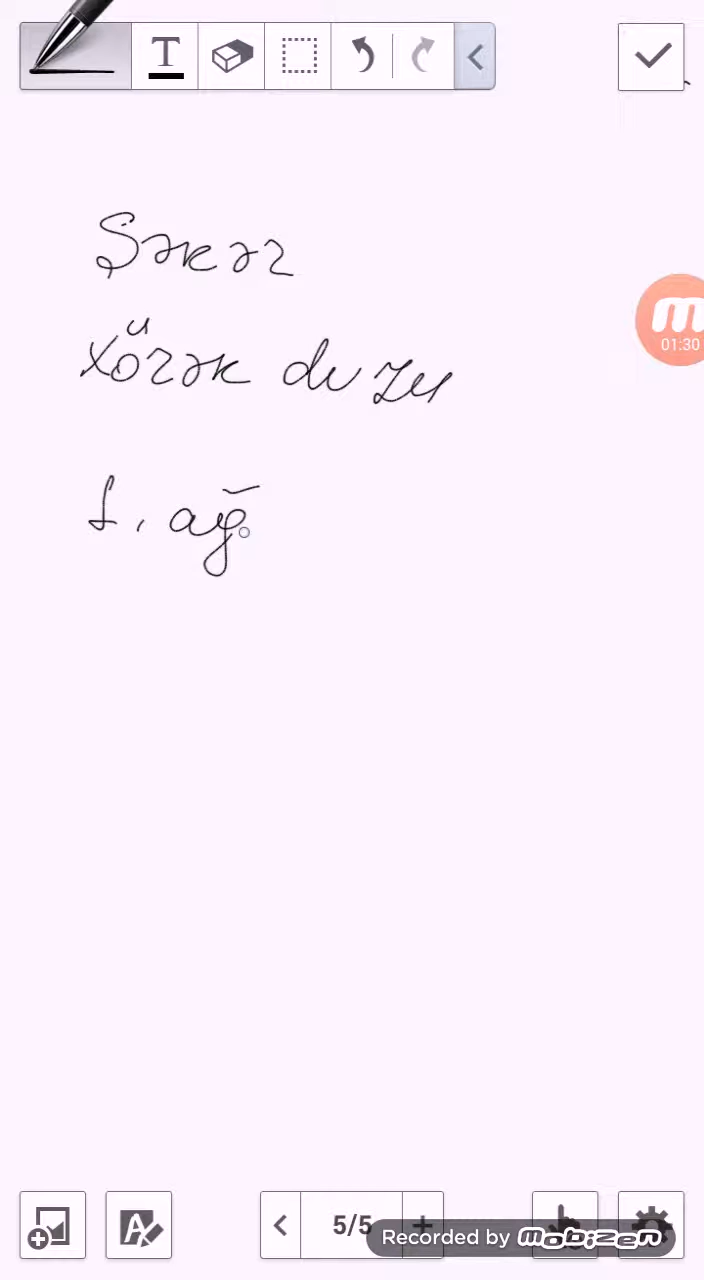 T
01:30
Şəkər
Xörək duzu
1. ağ
A
5/5
Recorded by mobizen